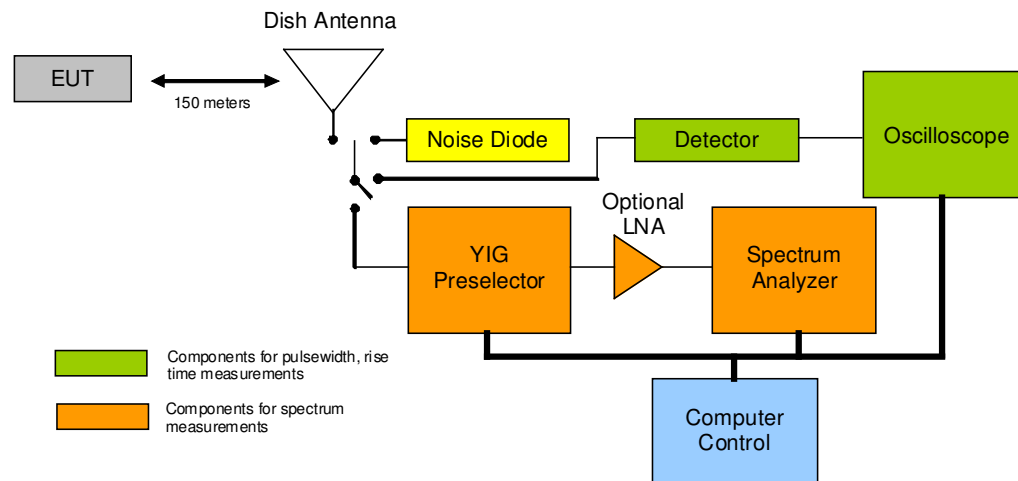 Dish Antenna
EUT
150 meters
Noise Diode
Detector
Oscilloscope
Optional
LNA
YIG
Preselector
Spectrum
Analyzer
Components for pulsewidth, rise
time measurements
Components for spectrum
measurements
Computer
Control